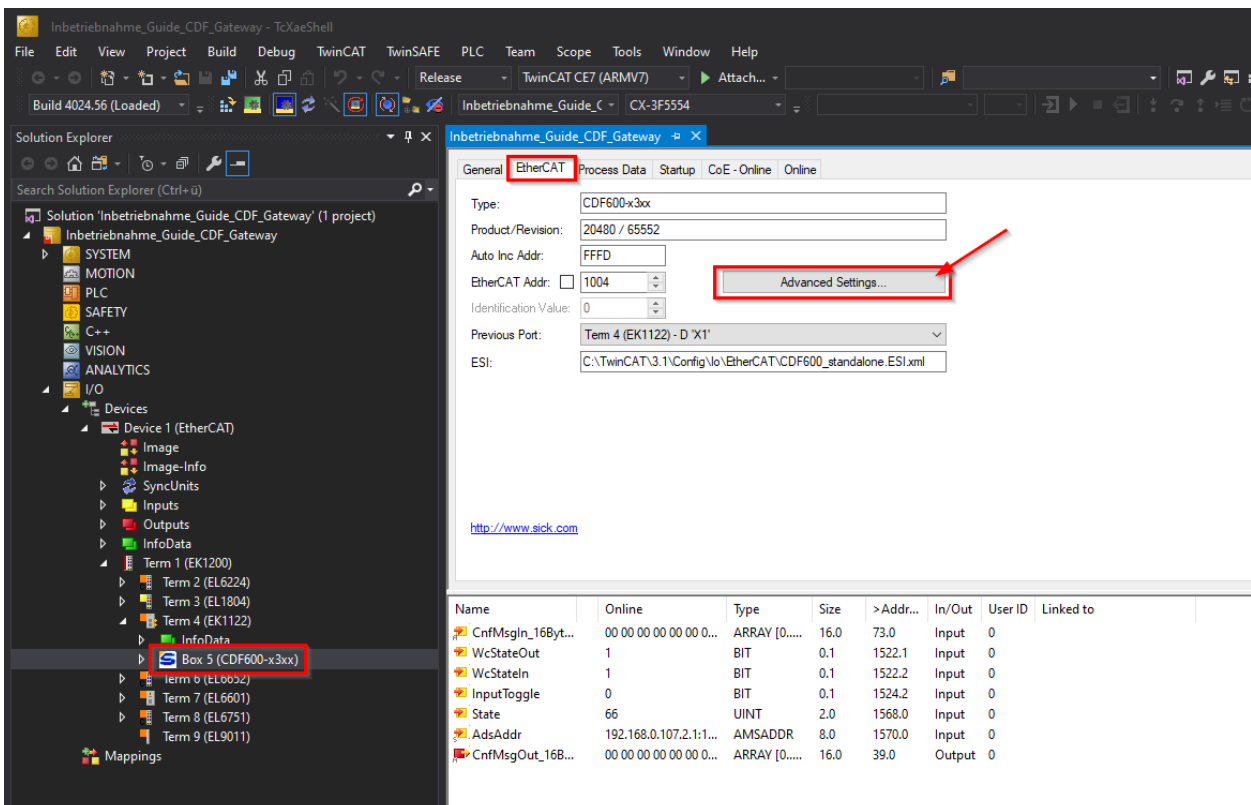 Inbetriebnahme_Guide_CDF_Gateway - TcXaeShell
File Edit View Project Build Debug TwinCAT TwinSAFE PLC Team Scope Tools Window Help
Release TwinCAT CE7 (ARMV7) Attach...
Build 4024.56 (Loaded) Inbetriebnahme_Guide_C CX-3F5554
Solution Explorer
Search Solution Explorer (Ctrl+ü)
Solution 'Inbetriebnahme_Guide_CDF_Gateway' (1 project)
Inbetriebnahme_Guide_CDF_Gateway
SYSTEM
MOTION
PLC
SAFETY
C++
VISION
ANALYTICS
I/O
Devices
Device 1 (EtherCAT)
Image
Image-Info
SyncUnits
Inputs
Outputs
InfoData
Term 1 (EK1200)
Term 2 (EL6224)
Term 3 (EL1804)
Term 4 (EK1122)
InfoData
Box 5 (CDF600-x3xx)
Term 6 (EL6652)
Term 7 (EL6601)
Term 8 (EL6751)
Term 9 (EL9011)
Mappings
Inbetriebnahme_Guide_CDF_Gateway
General EtherCAT Process Data Startup CoE - Online Online
Type: CDF600-x3xx
Product/Revision: 20480 / 65552
Auto Inc Addr: FFFD
EtherCAT Addr: 1004 Advanced Settings...
Identification Value: 0
Previous Port: Term 4 (EK1122) - D 'X1'
ESI: C:\TwinCAT\3.1\Config\Io\EtherCAT\CDF600_standalone.ESI.xml
http://www.sick.com
Name Online Type Size >Addr... In/Out User ID Linked to
CnfMsgIn_16Byt... 00 00 00 00 00 00 0... ARRAY [0..... 16.0 73.0 Input 0
WcStateOut 1 BIT 0.1 1522.1 Input 0
WcStateIn 1 BIT 0.1 1522.2 Input 0
InputToggle 0 BIT 0.1 1524.2 Input 0
State 66 UINT 2.0 1568.0 Input 0
AdsAddr 192.168.0.107.2.1:1... AMSADDR 8.0 1570.0 Input 0
CnfMsgOut_16B... 00 00 00 00 00 00 0... ARRAY [0..... 16.0 39.0 Output 0